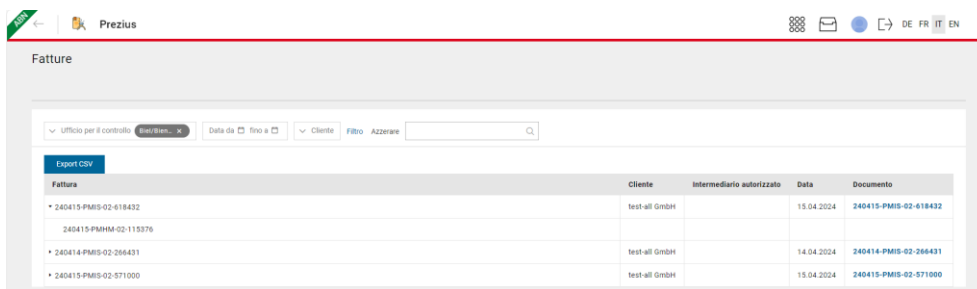 ABN
Prezius
DE FR IT EN
Fatture
Ufficio per il controllo Biel/Bien... × Data da fino a Cliente Filtro Azzerare
Export CSV
Fattura Cliente Intermediario autorizzato Data Documento
240415-PMIS-02-618432 test-all GmbH 15.04.2024 240415-PMIS-02-618432
240415-PMHM-02-115376
240414-PMIS-02-266431 test-all GmbH 14.04.2024 240414-PMIS-02-266431
240415-PMIS-02-571000 test-all GmbH 15.04.2024 240415-PMIS-02-571000